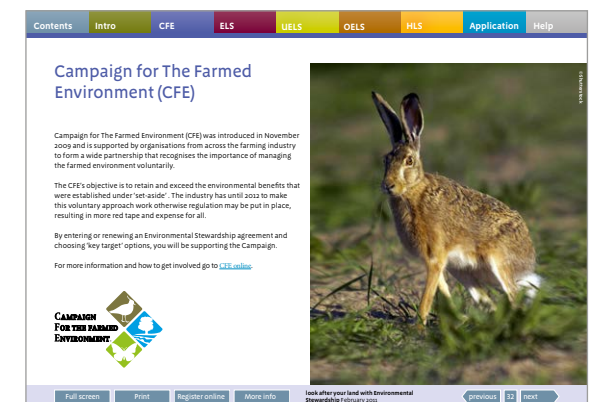 Contents Intro CFE ELS UELS OELS HLS Application Help
Campaign for The Farmed
Environment (CFE)
©Shutterstock
Campaign for The Farmed Environment (CFE) was introduced in November
2009 and is supported by organisations from across the farming industry
to form a wide partnership that recognises the importance of managing
the farmed environment voluntarily.
The CFE's objective is to retain and exceed the environmental benefits that
were established under 'set-aside'. The industry has until 2012 to make
this voluntary approach work otherwise regulation may be put in place,
resulting in more red tape and expense for all.
By entering or renewing an Environmental Stewardship agreement and
choosing 'key target' options, you will be supporting the Campaign.
For more information and how to get involved go to CFE online.
CAMPAIGN
FOR THE FARMED
ENVIRONMENT
Full screen Print Register online More info
look after your land with Environmental
Stewardship February 2011
previous 32 next